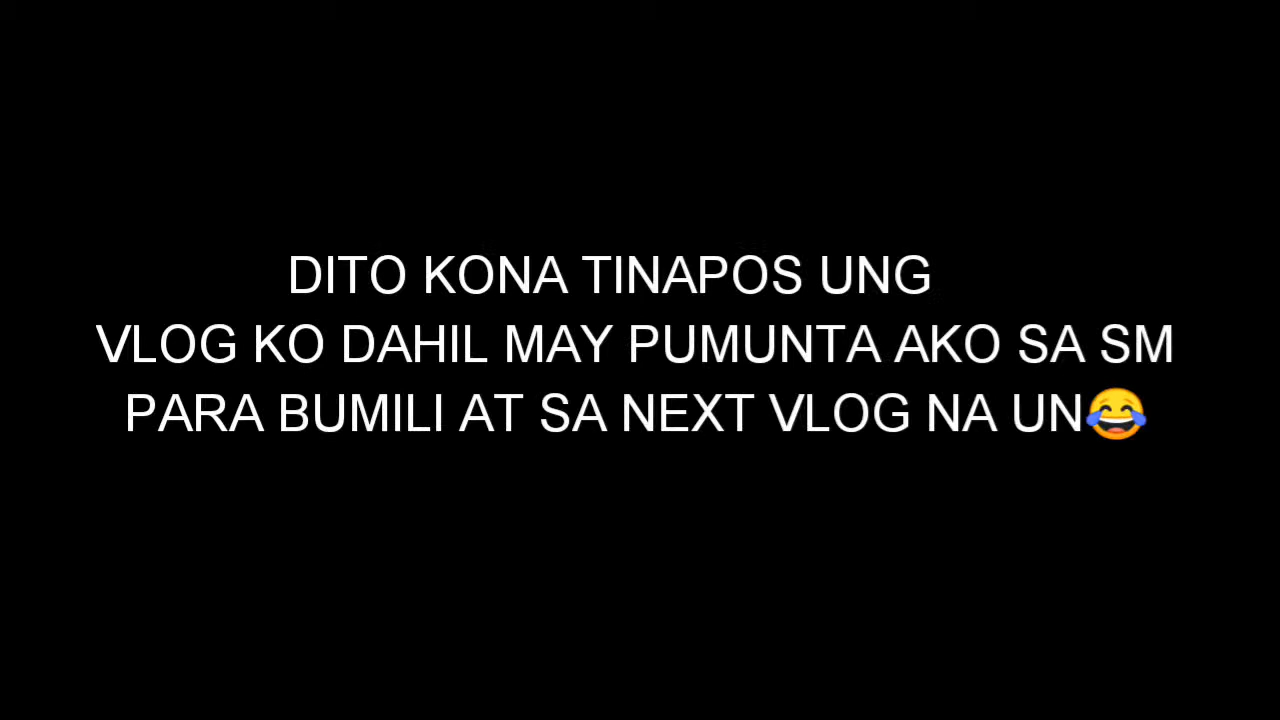 DITO KONA TINAPOS UNG
VLOG KO DAHIL MAY PUMUNTA AKO SA SM
PARA BUMILI AT SA NEXT VLOG NA UN😂